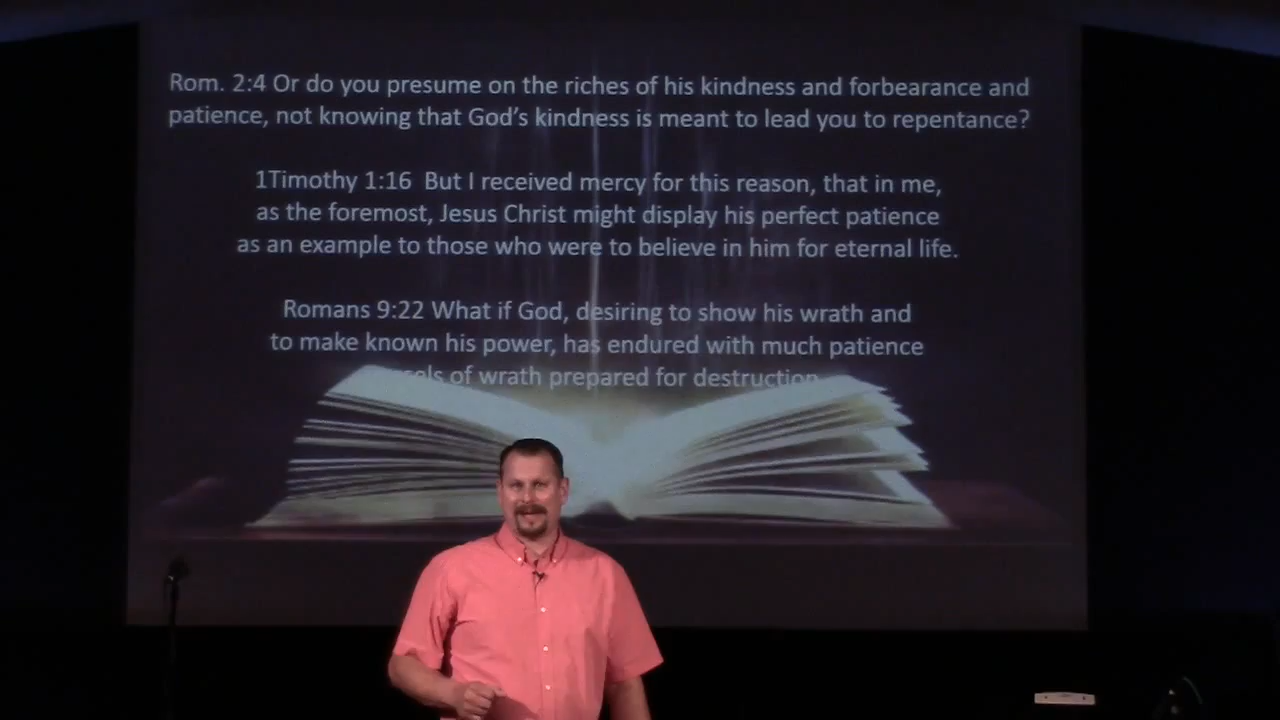 Rom. 2:4 Or do you presume on the riches of his kindness and forbearance and
patience, not knowing that God's kindness is meant to lead you to repentance?
1Timothy 1:16 But I received mercy for this reason, that in me,
as the foremost, Jesus Christ might display his perfect patience
as an example to those who were to believe in him for eternal life.
Romans 9:22 What if God, desiring to show his wrath and
to make known his power, has endured with much patience
of wrath prepared for destruction